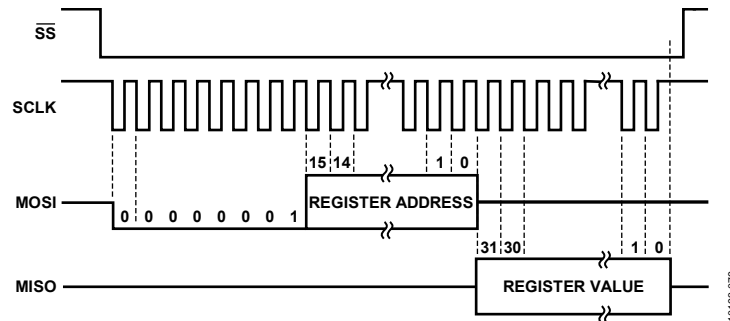 SS
SCLK
15 14 1 0
MOSI 0 0 0 0 0 0 0 1 REGISTER ADDRESS
31 30 1 0
MISO REGISTER VALUE